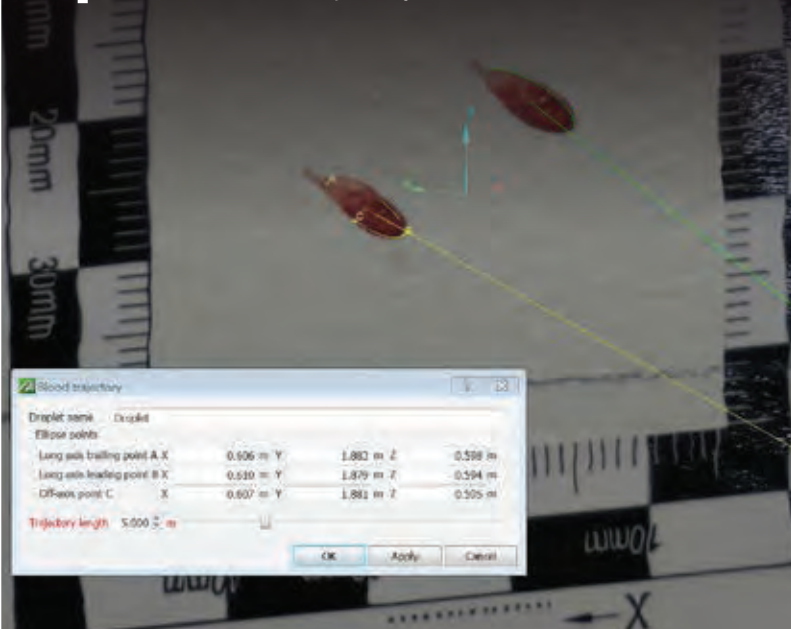 20mm
30mm
Blood trajectory
Droplet name Droplet
Ellipse points
Long axis trailing point A X 0.606 m Y 1.882 m Z 0.598 m
Long axis leading point B X 0.610 m Y 1.879 m Z 0.594 m
Off-axis point C X 0.607 m Y 1.881 m Z 0.595 m
Trajectory length 5.000 m
OK Apply Cancel
10mm
X